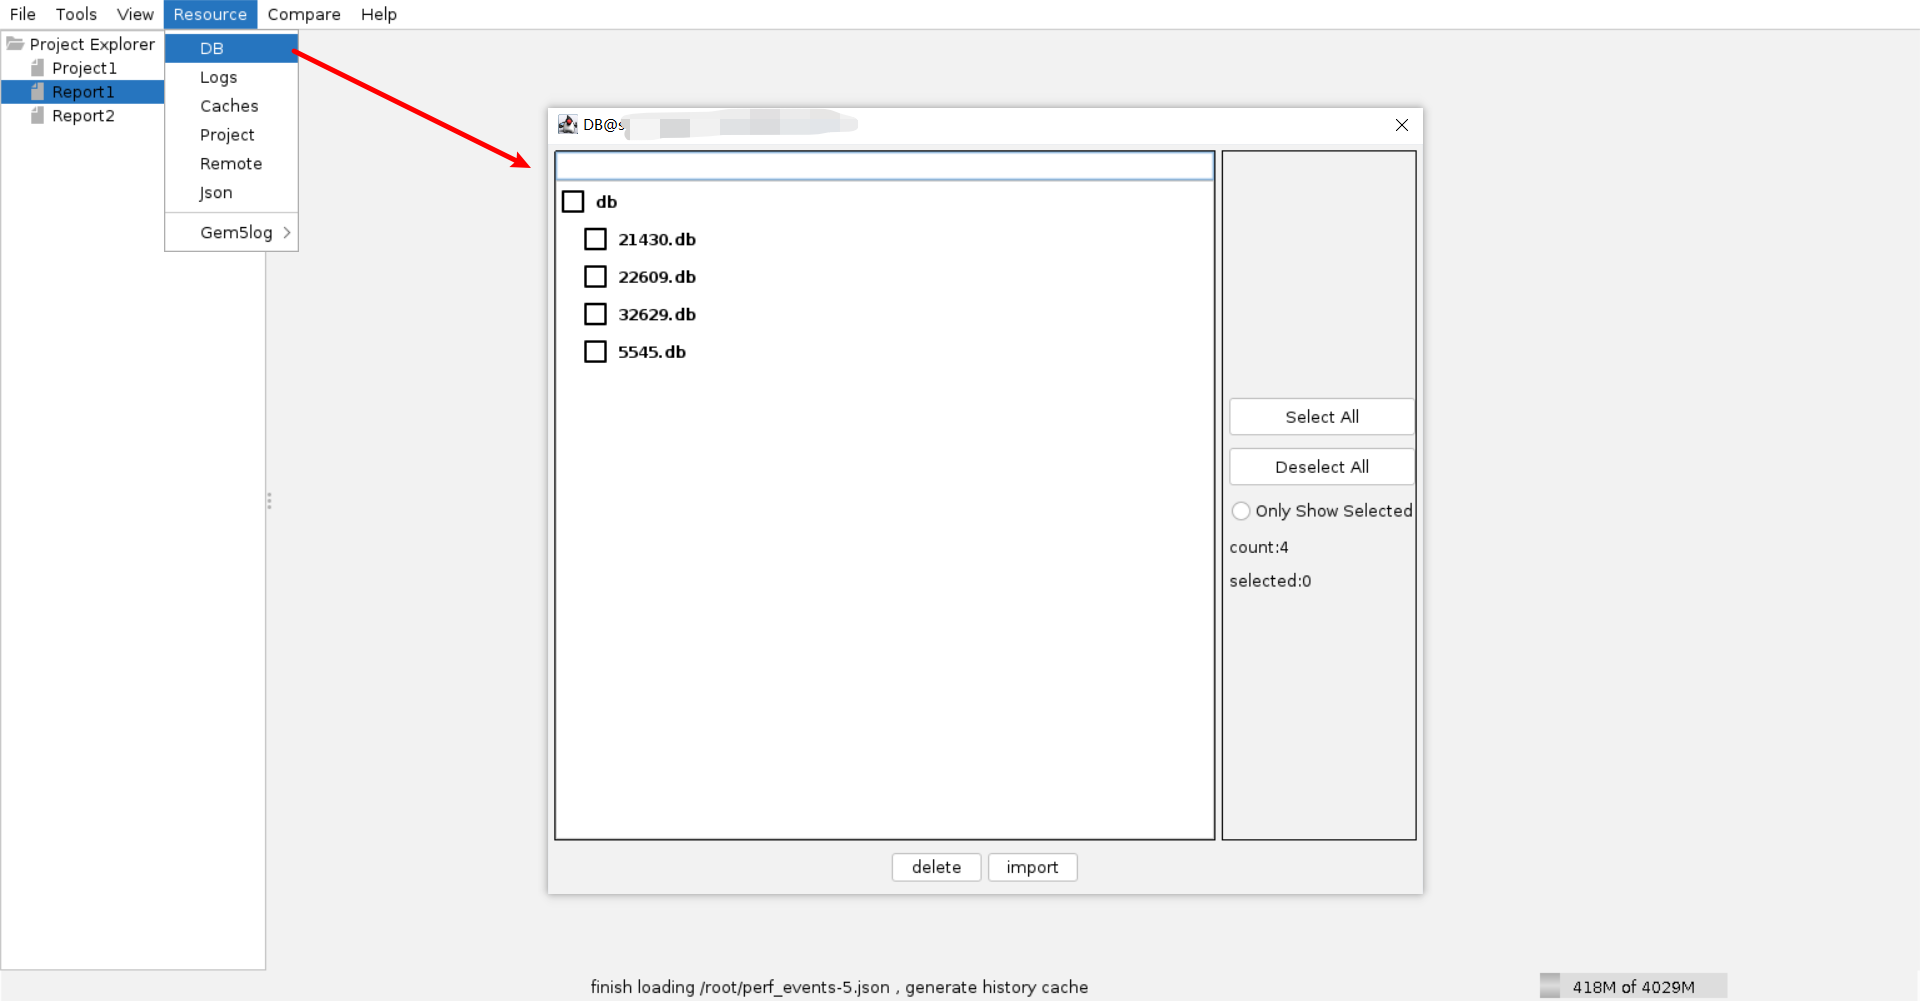 File Tools View Resource Compare Help
Project Explorer
Project1
Report1
Report2
DB
Logs
Caches
Project
Remote
Json
Gem5log
DB@s
db
21430.db
22609.db
32629.db
5545.db
Select All
Deselect All
Only Show Selected
count:4
selected:0
delete import
finish loading /root/perf_events-5.json , generate history cache
418M of 4029M